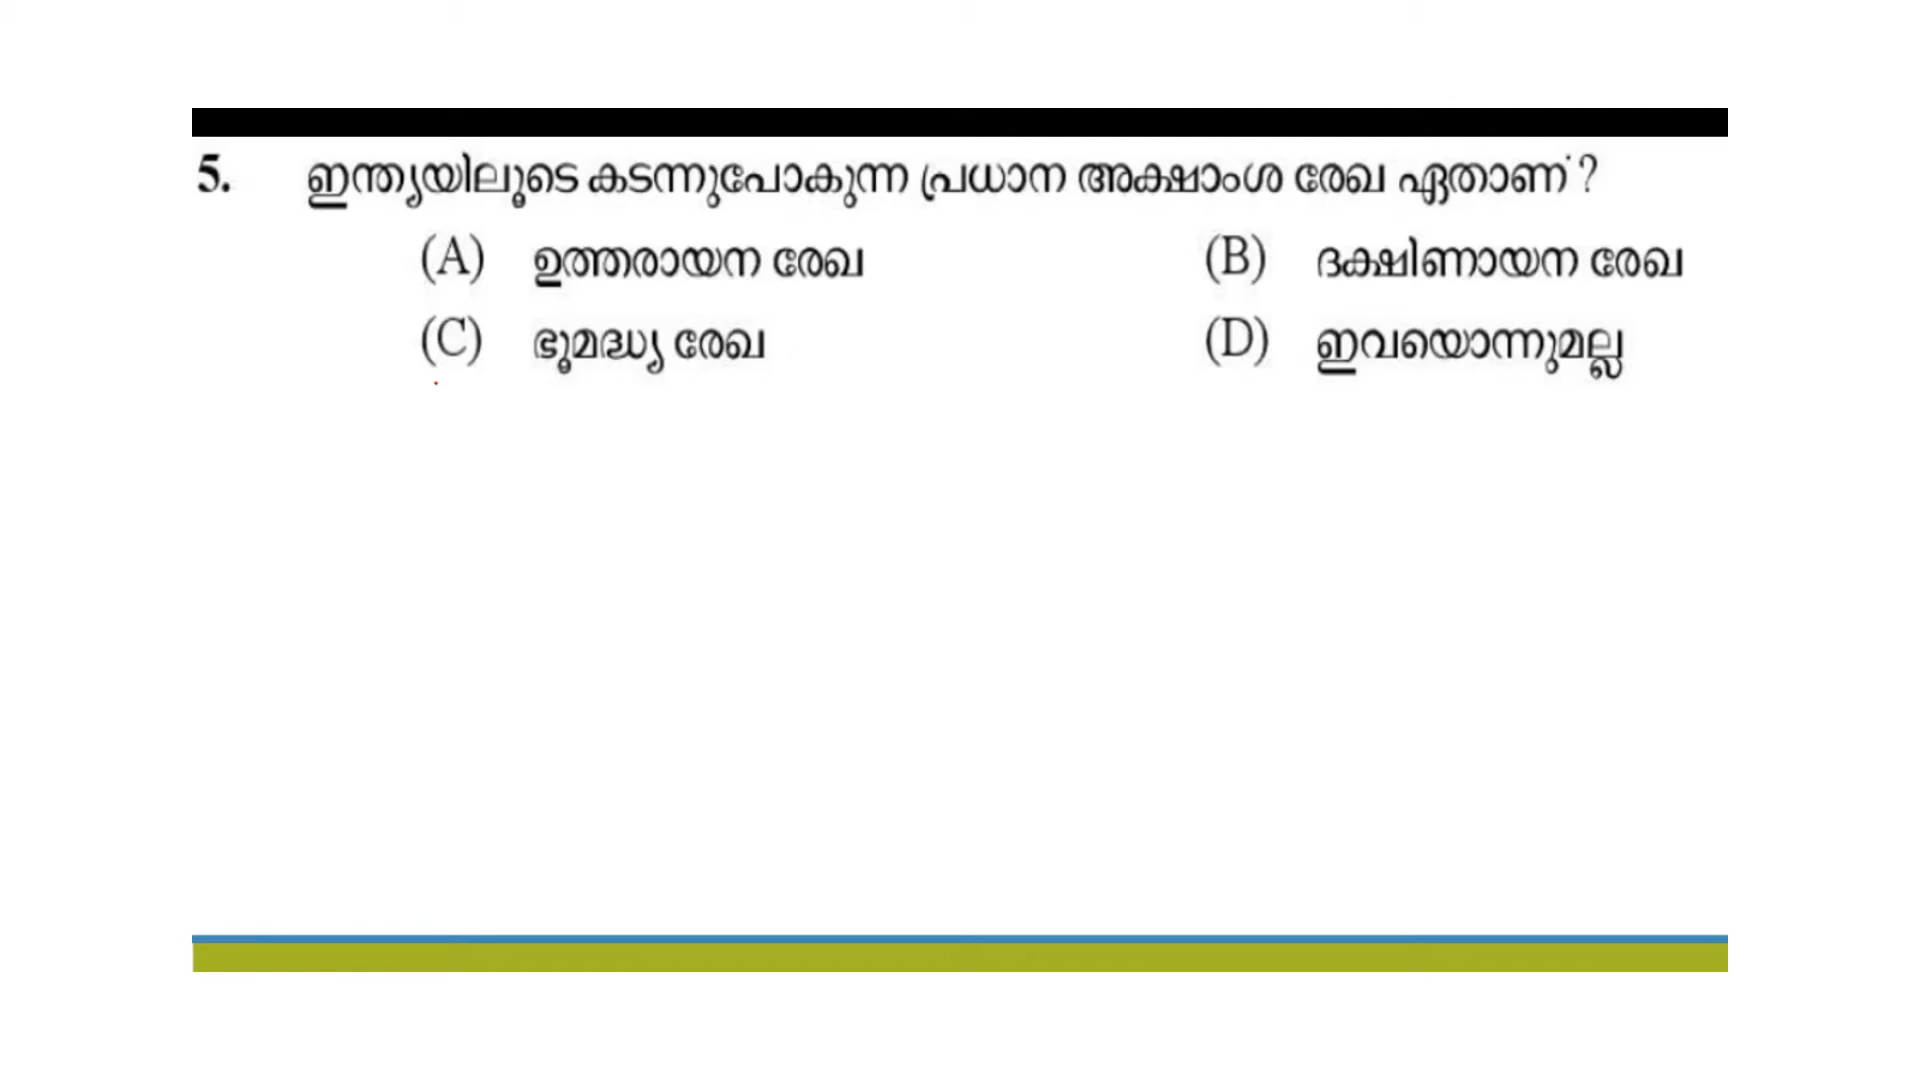 5. ഇന്ത്യയിലൂടെ കടന്നുപോകുന്ന പ്രധാന അക്ഷാംശ രേഖ ഏതാണ് ?
(A) ഉത്തരായന രേഖ (B) ദക്ഷിണായന രേഖ
(C) ഭൂമദ്ധ്യ രേഖ (D) ഇവയൊന്നുമല്ല